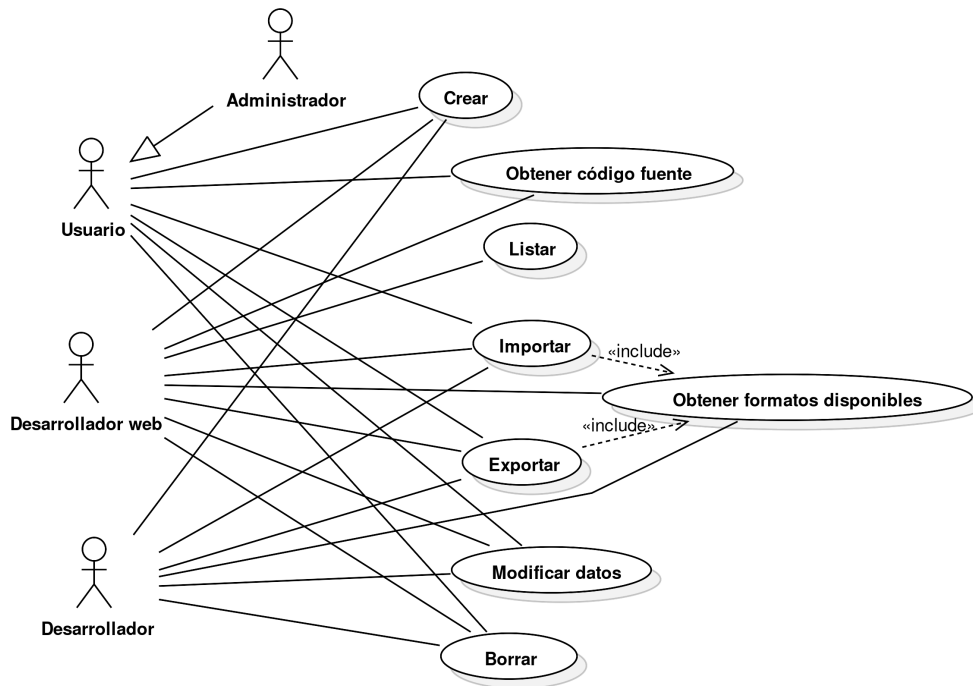 Administrador
Crear
Obtener código fuente
Usuario
Listar
Importar
«include»
Obtener formatos disponibles
Desarrollador web
«include»
Exportar
Modificar datos
Desarrollador
Borrar